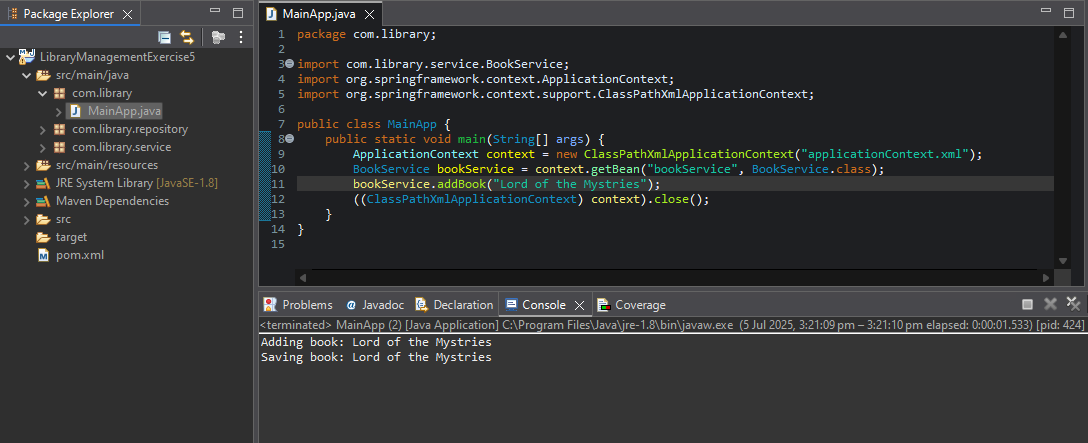 Package Explorer
LibraryManagementExercise5
src/main/java
com.library
MainApp.java
com.library.repository
com.library.service
src/main/resources
JRE System Library [JavaSE-1.8]
Maven Dependencies
src
target
pom.xml
MainApp.java
1 package com.library;
2
3 import com.library.service.BookService;
4 import org.springframework.context.ApplicationContext;
5 import org.springframework.context.support.ClassPathXmlApplicationContext;
6
7 public class MainApp {
8 public static void main(String[] args) {
9 ApplicationContext context = new ClassPathXmlApplicationContext("applicationContext.xml");
10 BookService bookService = context.getBean("bookService", BookService.class);
11 bookService.addBook("Lord of the Mystries");
12 ((ClassPathXmlApplicationContext) context).close();
13 }
14 }
15
Problems Javadoc Declaration Console Coverage
<terminated> MainApp (2) [Java Application] C:\Program Files\Java\jre-1.8\bin\javaw.exe (5 Jul 2025, 3:21:09 pm – 3:21:10 pm elapsed: 0:00:01.533) [pid: 424]
Adding book: Lord of the Mystries
Saving book: Lord of the Mystries